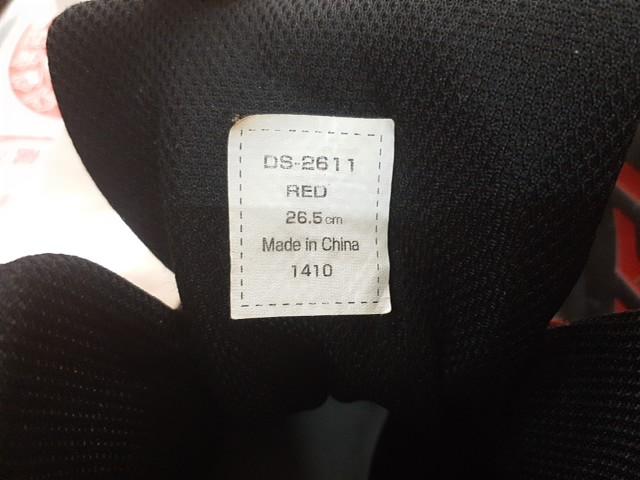 DS-2611
RED
26.5cm
Made in China
1410